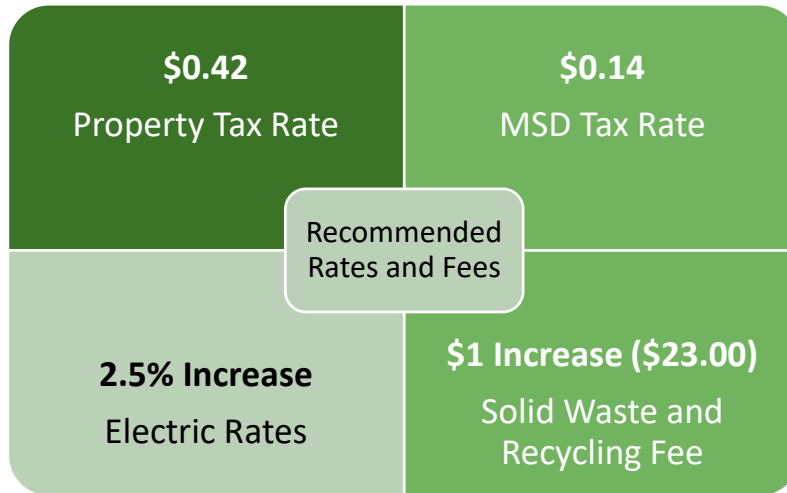 $0.42
Property Tax Rate
$0.14
MSD Tax Rate
Recommended
Rates and Fees
2.5% Increase
Electric Rates
$1 Increase ($23.00)
Solid Waste and
Recycling Fee